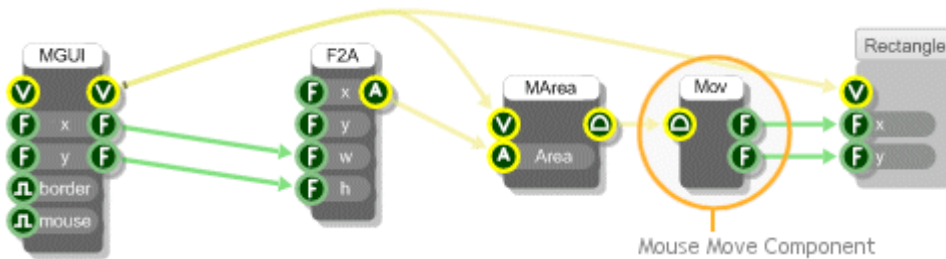 MGUI
F2A
Rectangle
MArea
Mov
V V
F x A
V
F x F
F y
V
F
F x
F y F
F w
A Area
F
F y
border
F h
mouse
Mouse Move Component